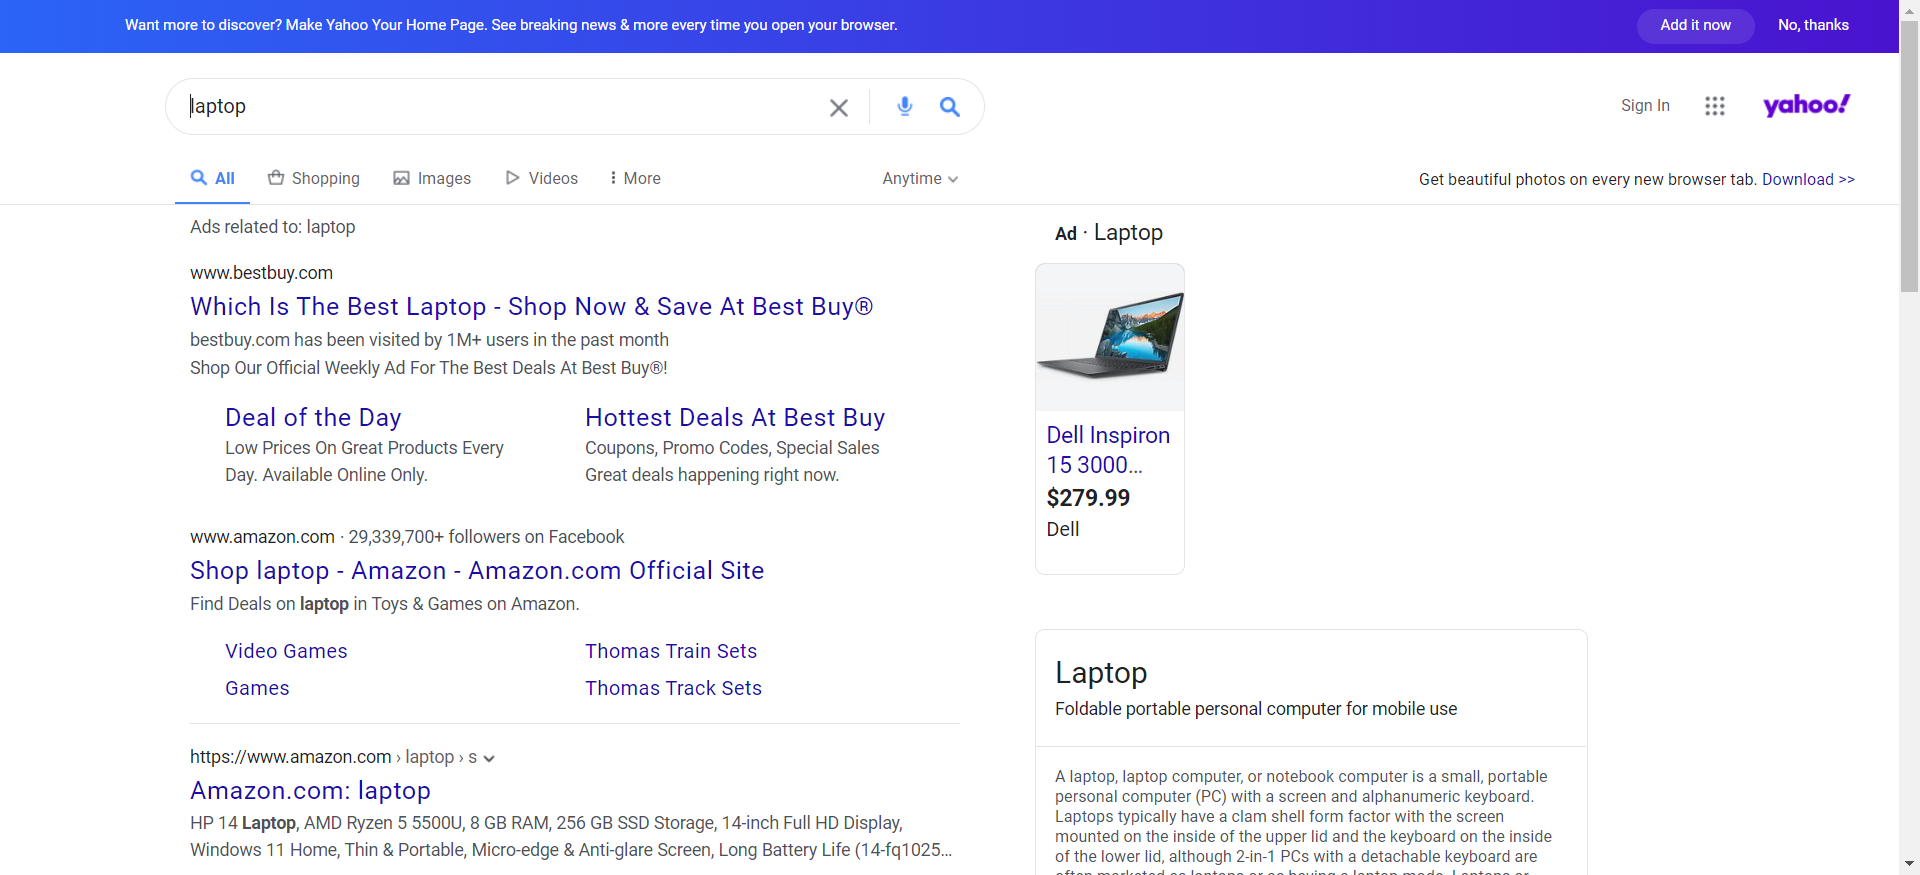 Want more to discover? Make Yahoo Your Home Page. See breaking news & more every time you open your browser.
Add it now
No, thanks
laptop
Sign In
yahoo!
All
Shopping
Images
Videos
More
Anytime
Get beautiful photos on every new browser tab. Download >>
Ads related to: laptop
www.bestbuy.com
Which Is The Best Laptop - Shop Now & Save At Best Buy®
bestbuy.com has been visited by 1M+ users in the past month
Shop Our Official Weekly Ad For The Best Deals At Best Buy®!
Deal of the Day
Low Prices On Great Products Every
Day. Available Online Only.
Hottest Deals At Best Buy
Coupons, Promo Codes, Special Sales
Great deals happening right now.
www.amazon.com · 29,339,700+ followers on Facebook
Shop laptop - Amazon - Amazon.com Official Site
Find Deals on laptop in Toys & Games on Amazon.
Video Games
Thomas Train Sets
Games
Thomas Track Sets
https://www.amazon.com › laptop › s
Amazon.com: laptop
HP 14 Laptop, AMD Ryzen 5 5500U, 8 GB RAM, 256 GB SSD Storage, 14-inch Full HD Display,
Windows 11 Home, Thin & Portable, Micro-edge & Anti-glare Screen, Long Battery Life (14-fq1025...
Ad · Laptop
Dell Inspiron
15 3000...
$279.99
Dell
Laptop
Foldable portable personal computer for mobile use
A laptop, laptop computer, or notebook computer is a small, portable
personal computer (PC) with a screen and alphanumeric keyboard.
Laptops typically have a clam shell form factor with the screen
mounted on the inside of the upper lid and the keyboard on the inside
of the lower lid, although 2-in-1 PCs with a detachable keyboard are